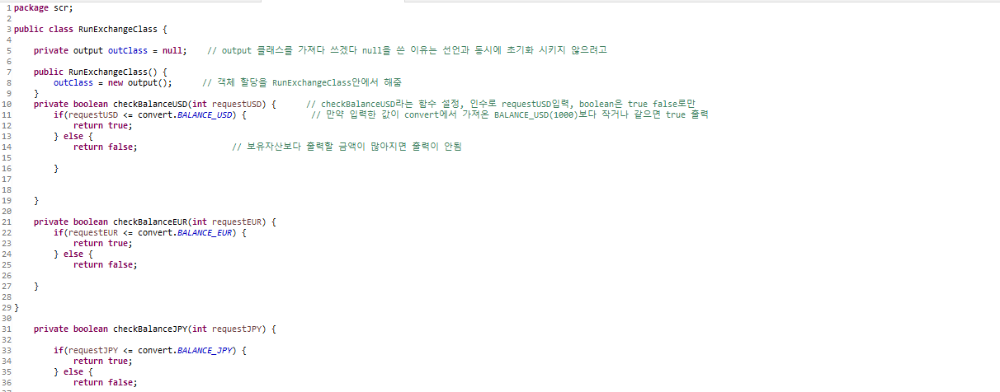 1 package scr;
2
3 public class RunExchangeClass {
4
5 private output outClass = null; // output 클래스를 가져다 쓰겠다 null을 쓴 이유는 선언과 동시에 초기화 시키지 않으려고
6
7 public RunExchangeClass() {
8 outClass = new output(); // 객체 할당을 RunExchangeClass안에서 해줌
9 }
10 private boolean checkBalanceUSD(int requestUSD) { // checkBalanceUSD라는 함수 설정, 인수로 requestUSD입력, boolean은 true false로만
11 if(requestUSD <= convert.BALANCE_USD) { // 만약 입력한 값이 convert에서 가져온 BALANCE_USD(1000)보다 작거나 같으면 true 출력
12 return true;
13 } else {
14 return false; // 보유자산보다 출력할 금액이 많아지면 출력이 안됨
15
16 }
17
18
19 }
20
21 private boolean checkBalanceEUR(int requestEUR) {
22 if(requestEUR <= convert.BALANCE_EUR) {
23 return true;
24 } else {
25 return false;
26
27 }
28
29 }
30
31 private boolean checkBalanceJPY(int requestJPY) {
32
33 if(requestJPY <= convert.BALANCE_JPY) {
34 return true;
35 } else {
36 return false;